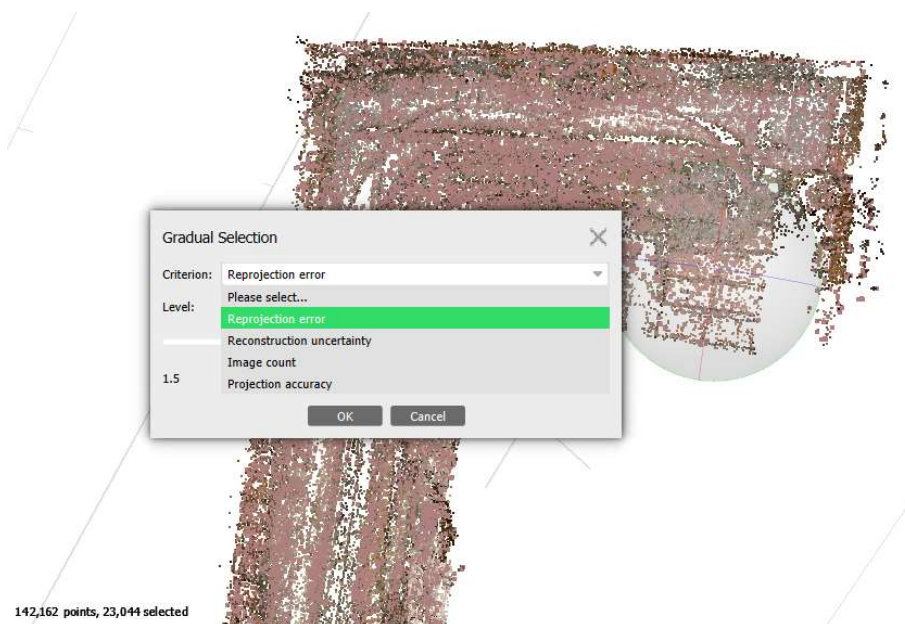 Gradual Selection
Criterion: Reprojection error
Please select...
Level:
Reprojection error
Reconstruction uncertainty
Image count
1.5
Projection accuracy
OK Cancel
142,162 points, 23,044 selected